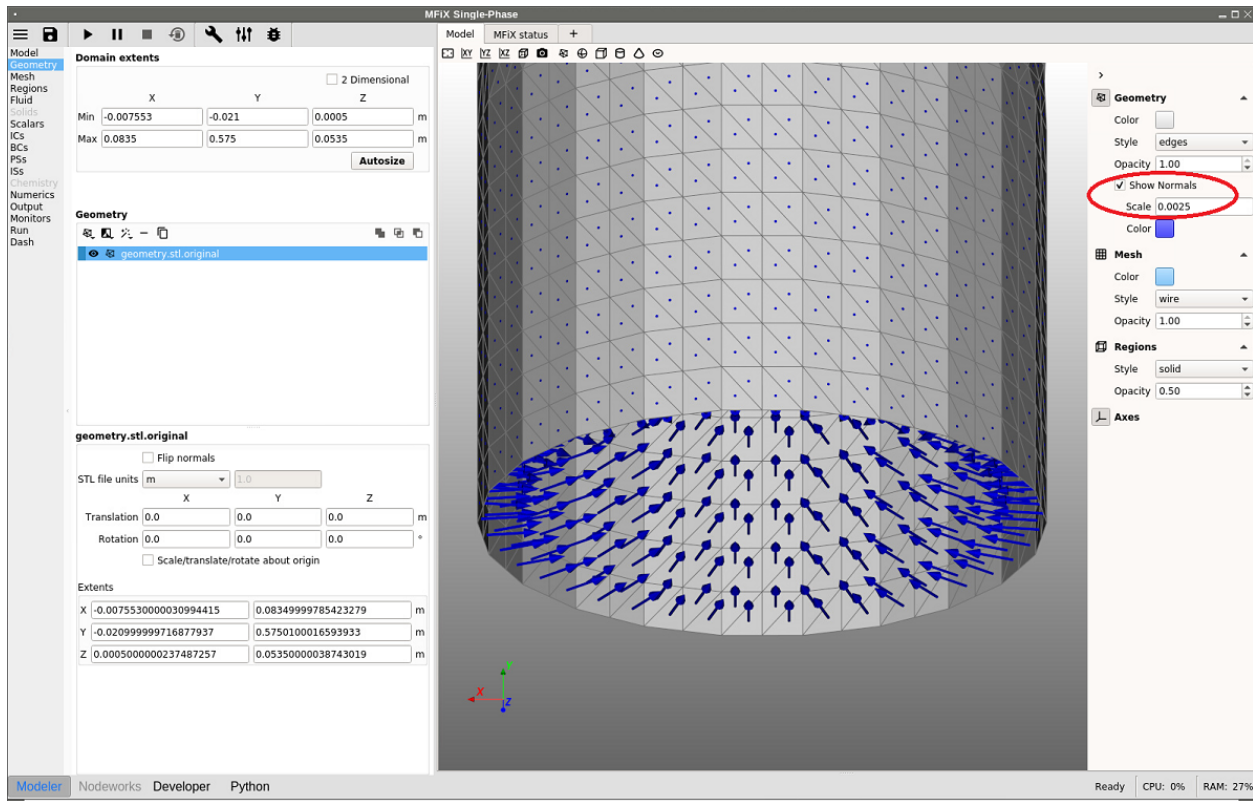 MFiX Single-Phase
Model MFiX status +
Model
Geometry
Mesh
Regions
Fluid
Solids
Scalars
ICs
BCs
PSs
ISs
Chemistry
Numerics
Output
Monitors
Run
Dash
Domain extents
2 Dimensional
X Y Z
Min -0.007553 -0.021 0.0005 m
Max 0.0835 0.575 0.0535 m
Autosize
Geometry
geometry.stl.original
geometry.stl.original
Flip normals
STL file units m 1.0
X Y Z
Translation 0.0 0.0 0.0 m
Rotation 0.0 0.0 0.0 °
Scale/translate/rotate about origin
Extents
X -0.0075530000030994415 0.08349999785423279 m
Y -0.020999999716877937 0.5750100016593933 m
Z 0.0005000000237487257 0.05350000038743019 m
XY YZ XZ
Y
X
Z
Geometry
Color
Style edges
Opacity 1.00
Show Normals
Scale 0.0025
Color
Mesh
Color
Style wire
Opacity 1.00
Regions
Style solid
Opacity 0.50
Axes
Modeler Nodeworks Developer Python
Ready CPU: 0% RAM: 27%